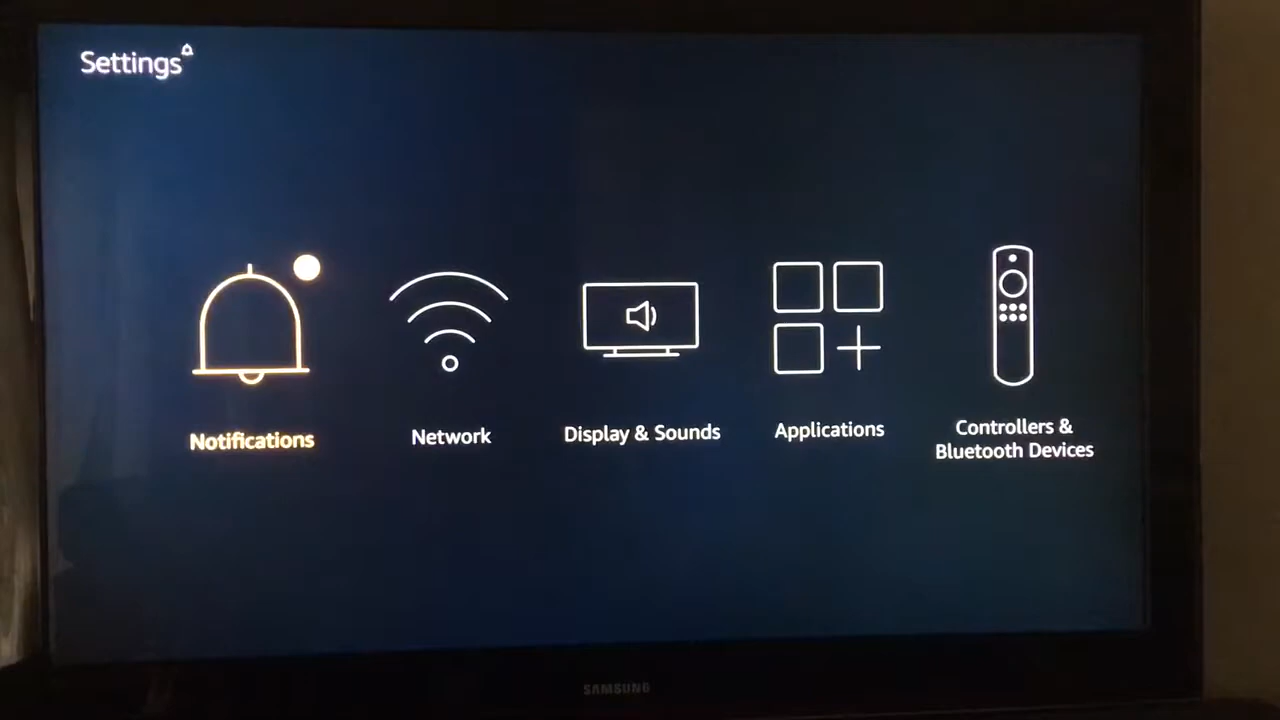 Settings
Notifications
Network
Display & Sounds
Applications
Controllers &
Bluetooth Devices
SAMSUNG